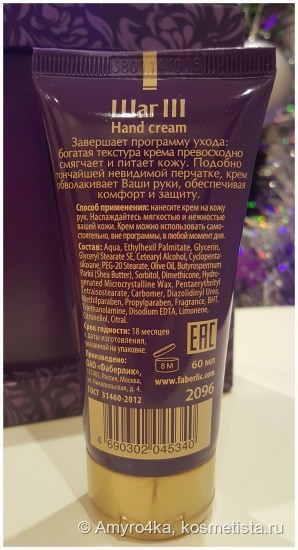 Шаг III
Hand cream
Завершает программу ухода:
богатая текстура крема превосходно
смягчает и питает кожу. Подобно
тончайшей невидимой перчатке, крем
обволакивает Ваши руки, обеспечивая
комфорт и защиту.
Способ применения: нанесите крем на кожу
рук. Наслаждайтесь мягкостью и нежностью
вашей кожи. Крем можно использовать само-
стоятельно, вне программы, в любой момент дня.
Состав: Aqua, Ethylhexil Palmitate, Glycerin,
Glyceryl Stearate SE, Cetearyl Alcohol, Cyclopenta-
siloxane, PEG-20 Stearate, Olive Oil, Butyrospermum
Parkii (Shea Butter), Sorbitol, Dimethicone, Hydro-
genated Microcrystalline Wax, Pentaerythrityl
Tetraisostearate, Carbomer, Diazolidinyl Urea,
Methylparaben, Propylparaben, Fragrance, BHT,
Triethanolamine, Disodium EDTA, Limonene,
Citronellol, Citral.
Срок годности: 18 месяцев
с даты изготовления,
указанной на упаковке.
Произведено:
ОАО «Фаберлик»,
Россия, Москва,
ул. Никопольская, д. 4.
ГОСТ 31460-2012
EAC
8 M
60 мл
www.faberlic.com
2096
4 690302 045340
© Amyro4ka, kosmetista.ru